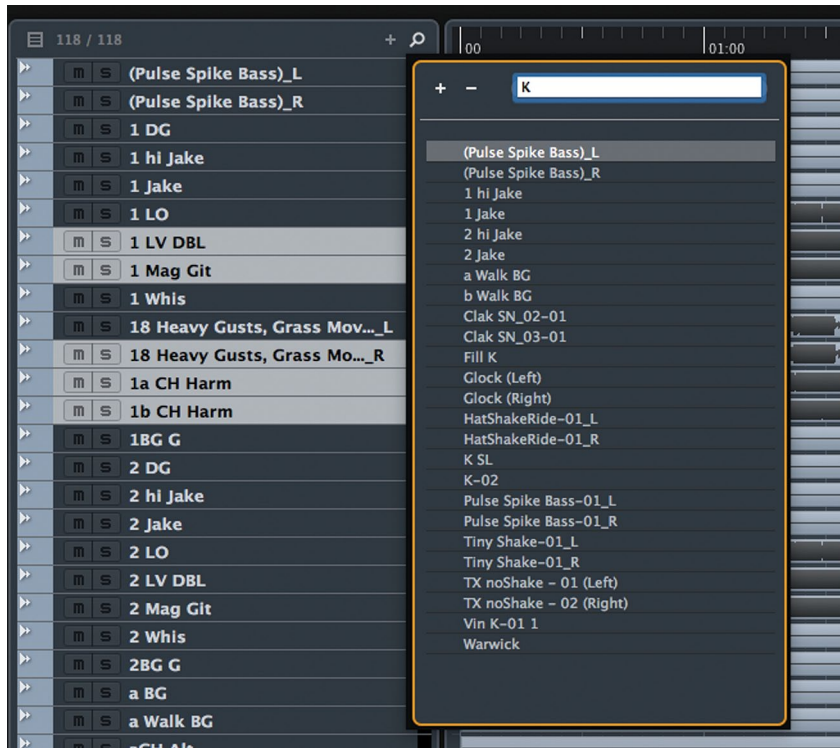 118 / 118 +
00 01:00
m s (Pulse Spike Bass)_L
m s (Pulse Spike Bass)_R
m s 1 DG
m s 1 hi Jake
m s 1 Jake
m s 1 LO
m s 1 LV DBL
m s 1 Mag Git
m s 1 Whis
m s 18 Heavy Gusts, Grass Mov..._L
m s 18 Heavy Gusts, Grass Mo..._R
m s 1a CH Harm
m s 1b CH Harm
m s 1BG G
m s 2 DG
m s 2 hi Jake
m s 2 Jake
m s 2 LO
m s 2 LV DBL
m s 2 Mag Git
m s 2 Whis
m s 2BG G
m s a BG
m s a Walk BG
+ − K
(Pulse Spike Bass)_L
(Pulse Spike Bass)_R
1 hi Jake
1 Jake
2 hi Jake
2 Jake
a Walk BG
b Walk BG
Clak SN_02-01
Clak SN_03-01
Fill K
Glock (Left)
Glock (Right)
HatShakeRide-01_L
HatShakeRide-01_R
K SL
K-02
Pulse Spike Bass-01_L
Pulse Spike Bass-01_R
Tiny Shake-01_L
Tiny Shake-01_R
TX noShake - 01 (Left)
TX noShake - 02 (Right)
Vin K-01 1
Warwick